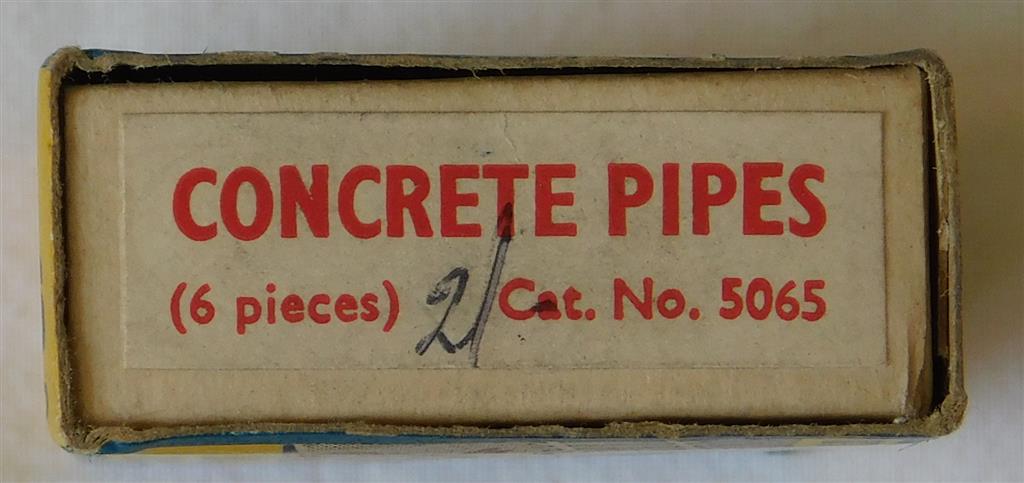 CONCRETE PIPES
(6 pieces) 2/- Cat. No. 5065